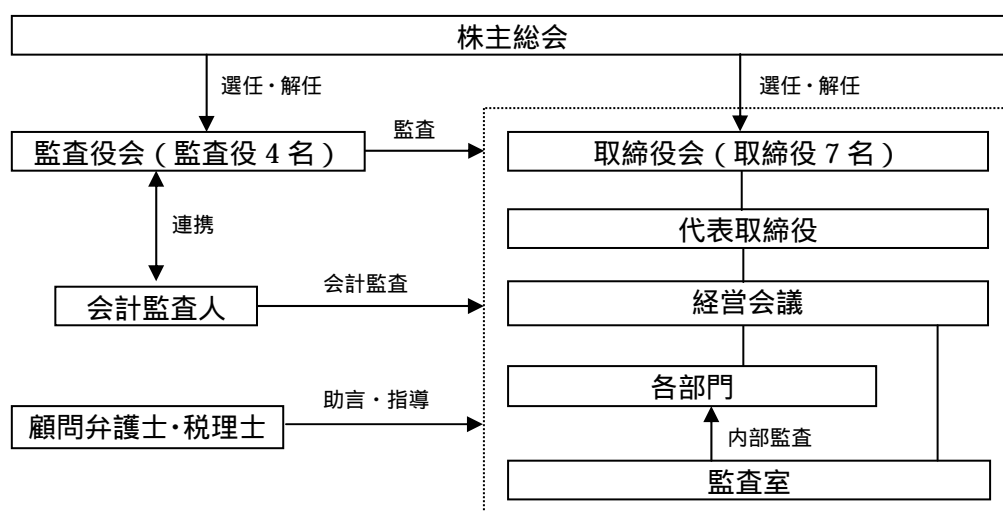 株主総会
選任・解任
選任・解任
監査
監査役会(監査役4名)
取締役会(取締役7名)
連携
代表取締役
会計監査人
会計監査
経営会議
各部門
助言・指導
顧問弁護士・税理士
内部監査
監査室